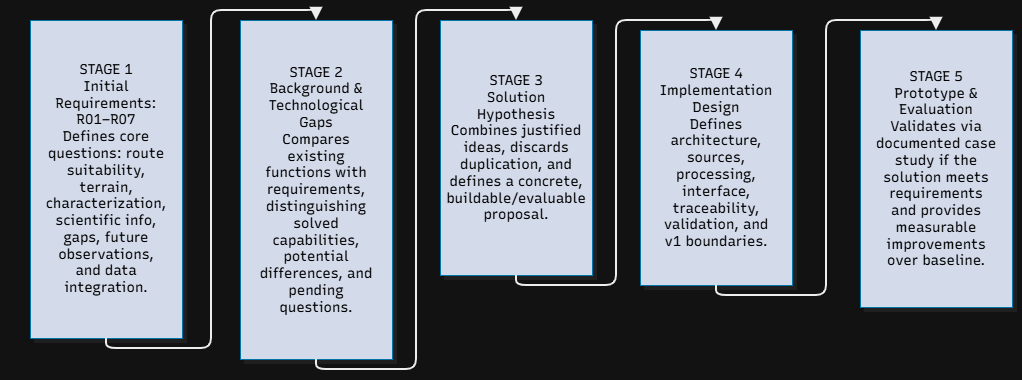 STAGE 1
Initial
Requirements:
R01–R07
Defines core
questions: route
suitability,
terrain,
characterization,
scientific info,
gaps, future
observations,
and data
integration.
STAGE 2
Background &
Technological
Gaps
Compares
existing
functions with
requirements,
distinguishing
solved
capabilities,
potential
differences, and
pending
questions.
STAGE 3
Solution
Hypothesis
Combines justified
ideas, discards
duplication, and
defines a concrete,
buildable/evaluable
proposal.
STAGE 4
Implementation
Design
Defines
architecture,
sources,
processing,
interface,
traceability,
validation, and
v1 boundaries.
STAGE 5
Prototype &
Evaluation
Validates via
documented case
study if the
solution meets
requirements
and provides
measurable
improvements
over baseline.